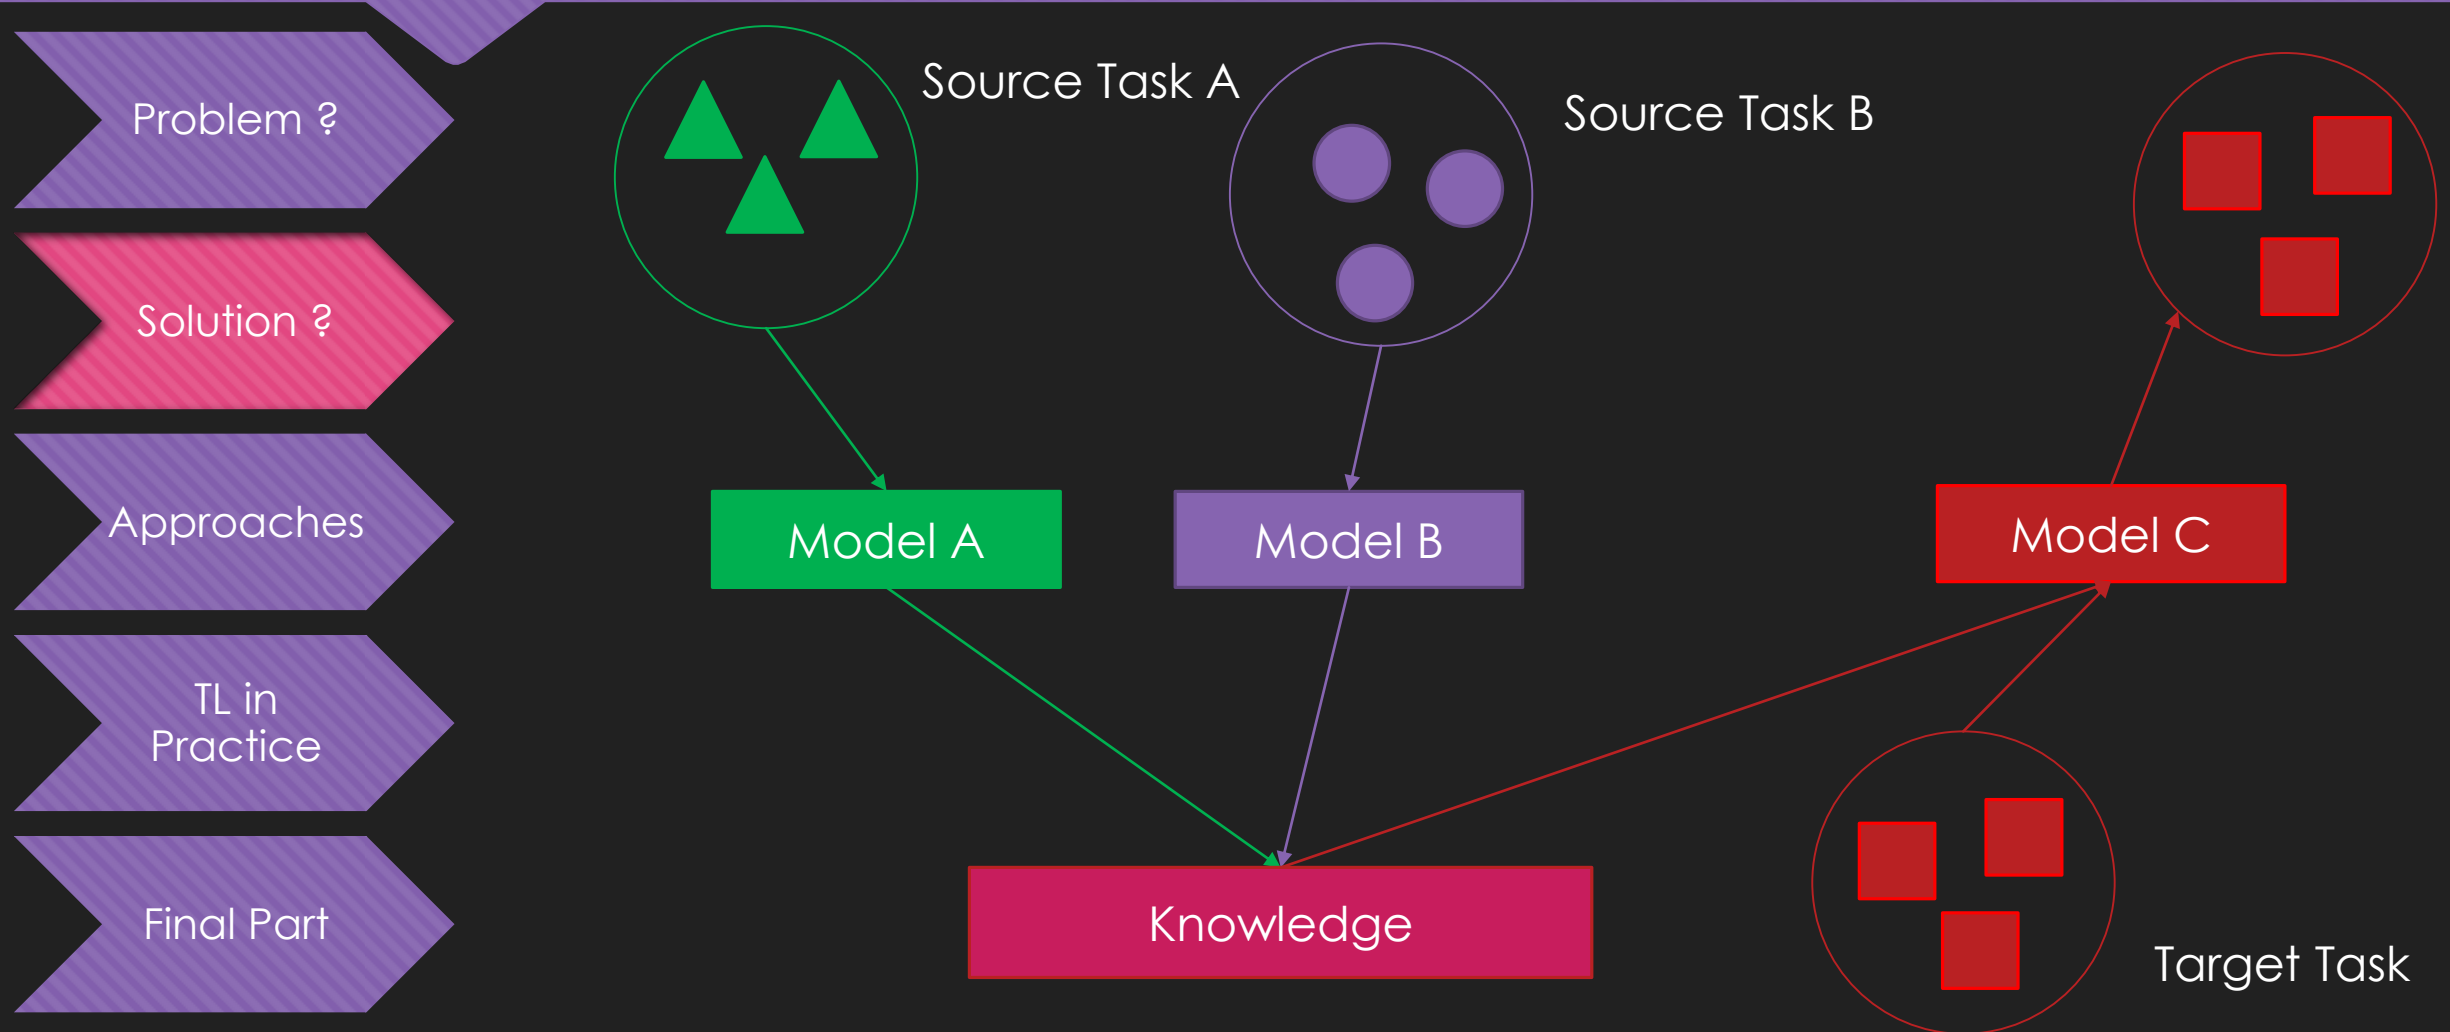 Problem ?
Solution ?
Approaches
TL in
Practice
Final Part
Source Task A
Source Task B
Model A
Model B
Model C
Knowledge
Target Task